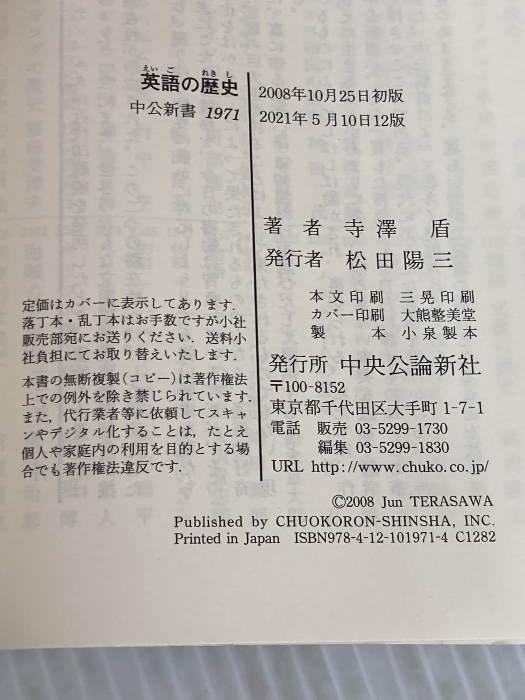 えいご れきし
英語の歴史
中公新書 1971
2008年10月25日初版
2021年5月10日12版
著者 寺澤 盾
発行者 松田陽三
本文印刷 三晃印刷
カバー印刷 大熊整美堂
製本 小泉製本
発行所 中央公論新社
〒100-8152
東京都千代田区大手町1-7-1
電話 販売 03-5299-1730
編集 03-5299-1830
URL http://www.chuko.co.jp/
定価はカバーに表示してあります.
落丁本・乱丁本はお手数ですが小社
販売部宛にお送りください. 送料小
社負担にてお取り替えいたします.
本書の無断複製(コピー)は著作権法
上での例外を除き禁じられています.
また, 代行業者等に依頼してスキャ
ンやデジタル化することは, たとえ
個人や家庭内の利用を目的とする場
合でも著作権法違反です.
©2008 Jun TERASAWA
Published by CHUOKORON-SHINSHA, INC.
Printed in Japan ISBN978-4-12-101971-4 C1282